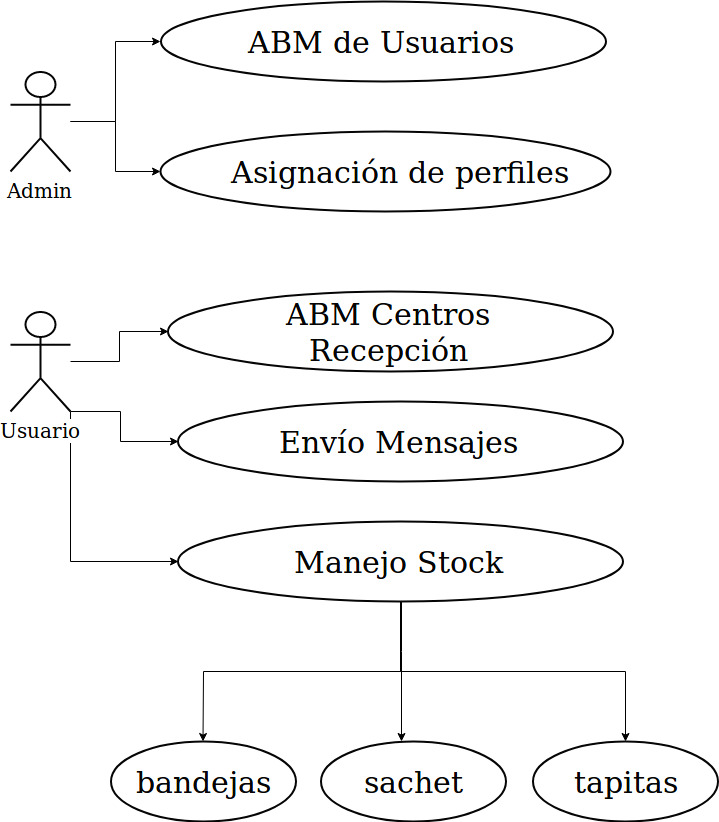 ABM de Usuarios
Asignación de perfiles
Admin
ABM Centros
Recepción
Usuario
Envío Mensajes
Manejo Stock
bandejas
sachet
tapitas